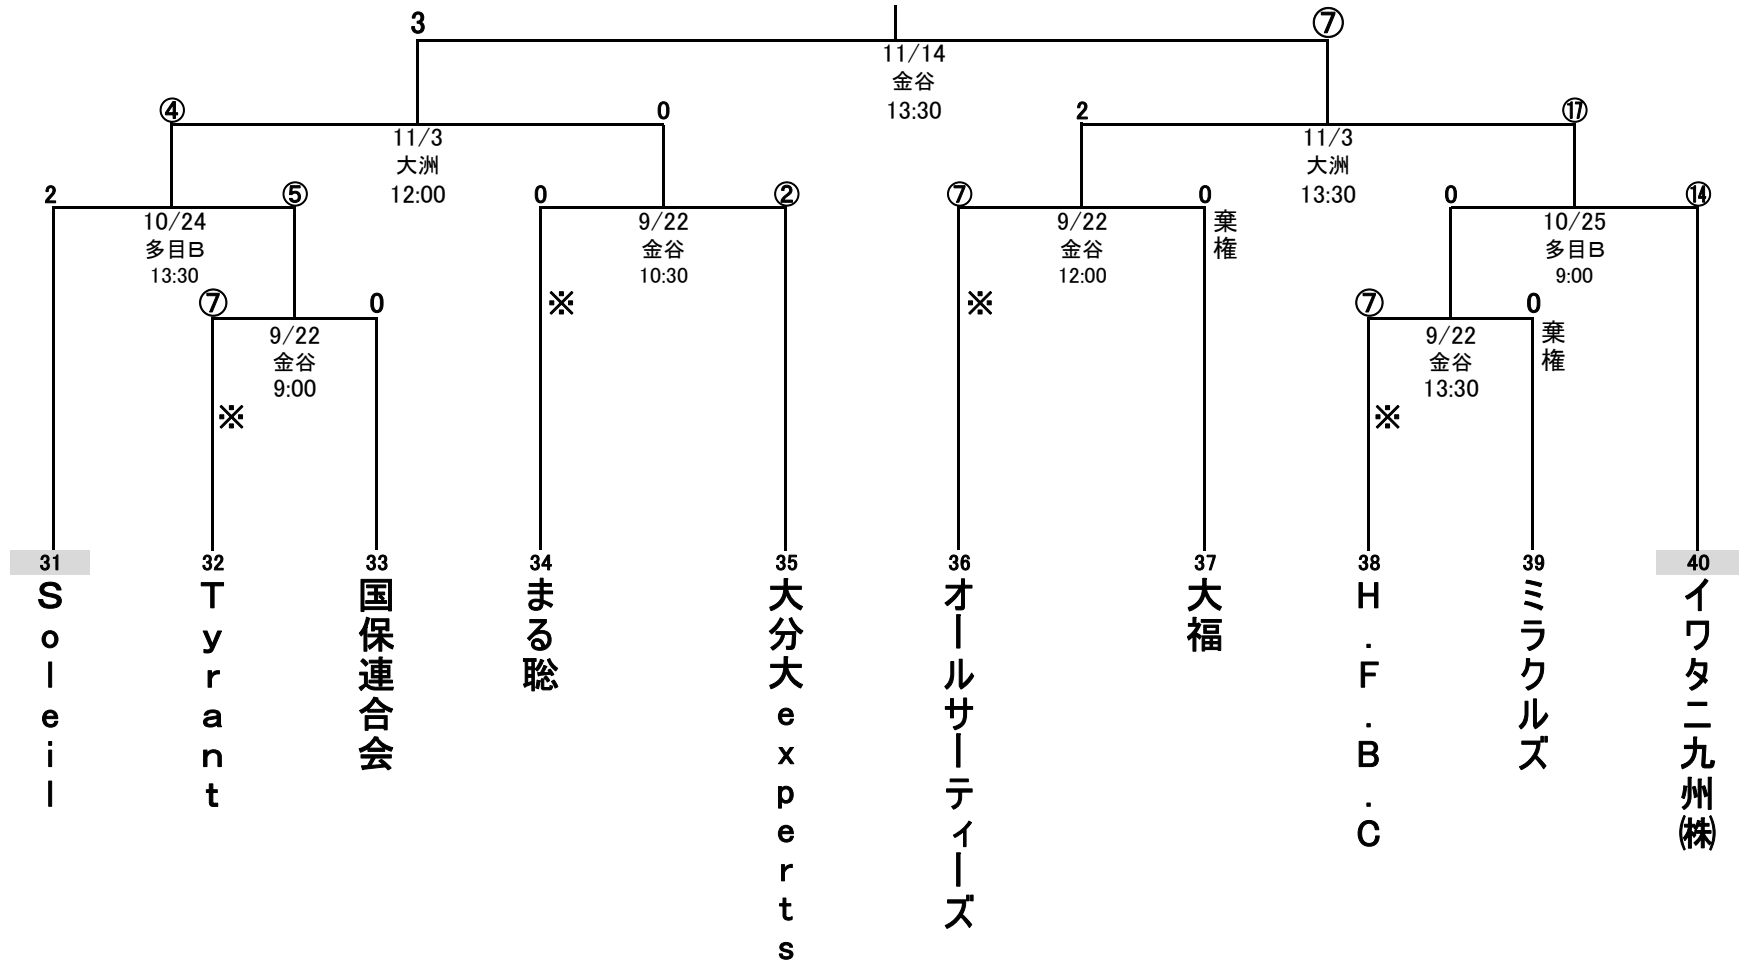 3 ⑦
11/14
金谷
13:30
④ 0 2 ⑰
11/3 11/3
大洲 大洲
12:00 13:30
2 ⑤ 0 ② ⑦ 0 0 ⑭
10/24 9/22 9/22 棄権 10/25
多目B 金谷 金谷 多目B
13:30 10:30 12:00 9:00
⑦ 0 ※ ※ ⑦ 0
9/22 9/22 棄権
金谷 金谷
9:00 13:30
※ ※
31 32 33 34 35 36 37 38 39 40
Soleil
Tyrant
国保連合会
まる聡
大分大experts
オールサーティーズ
大福
H.F.B.C
ミラクルズ
イワタニ九州㈱